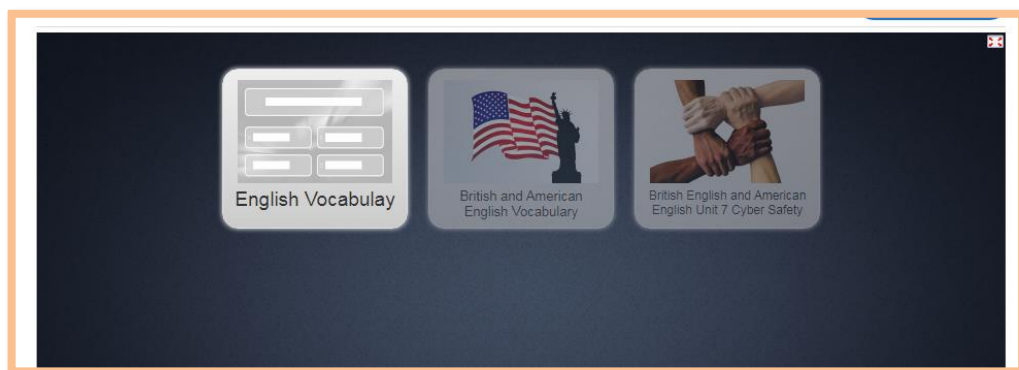 English Vocabulay
British and American
English Vocabulary
British English and American
English Unit 7 Cyber Safety